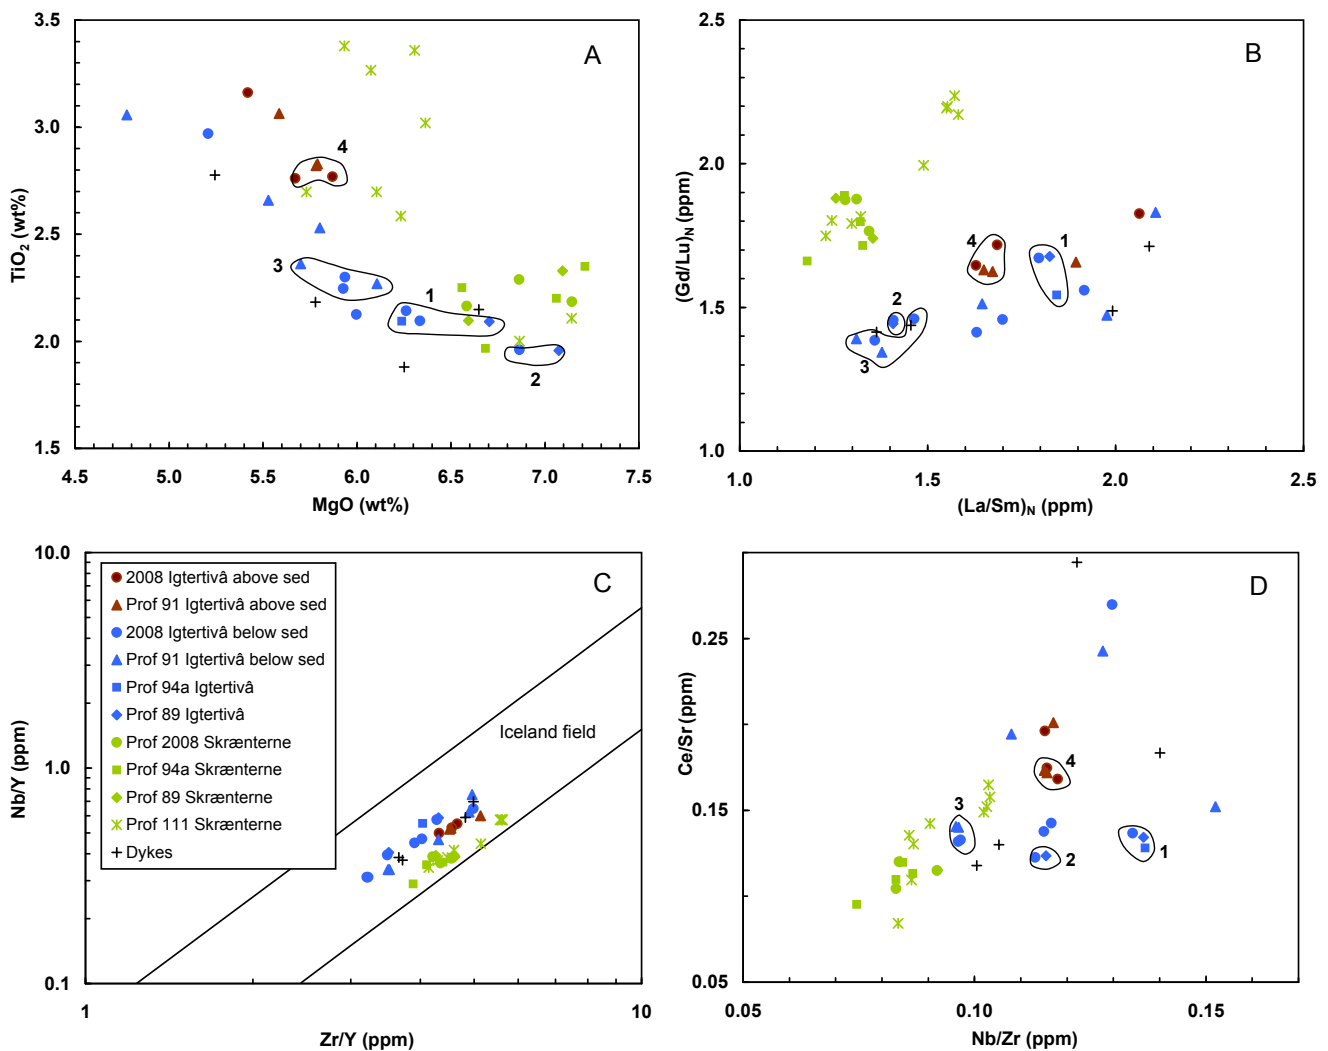 A
3.5
3.0
2.5
2.0
1.5
TiO2 (wt%)
4
3
1
2
4.5
5.0
5.5
6.0
6.5
7.0
7.5
MgO (wt%)
B
2.5
2.0
1.5
1.0
(Gd/Lu)N (ppm)
4
1
2
3
1.0
1.5
2.0
2.5
(La/Sm)N (ppm)
C
10.0
1.0
0.1
Nb/Y (ppm)
2008 Igtertivâ above sed
Prof 91 Igtertivâ above sed
2008 Igtertivâ below sed
Prof 91 Igtertivâ below sed
Prof 94a Igtertivâ
Prof 89 Igtertivâ
Prof 2008 Skrænterne
Prof 94a Skrænterne
Prof 89 Skrænterne
Prof 111 Skrænterne
Dykes
Iceland field
1
10
Zr/Y (ppm)
D
0.25
0.15
0.05
Ce/Sr (ppm)
4
3
1
2
0.05
0.10
0.15
Nb/Zr (ppm)